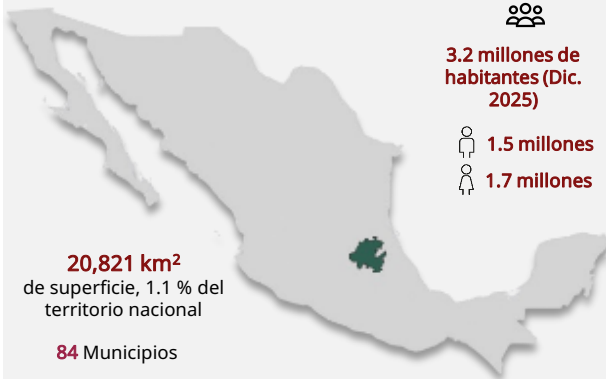 3.2 millones de
habitantes (Dic.
2025)
1.5 millones
1.7 millones
20,821 km²
de superficie, 1.1 % del
territorio nacional
84 Municipios